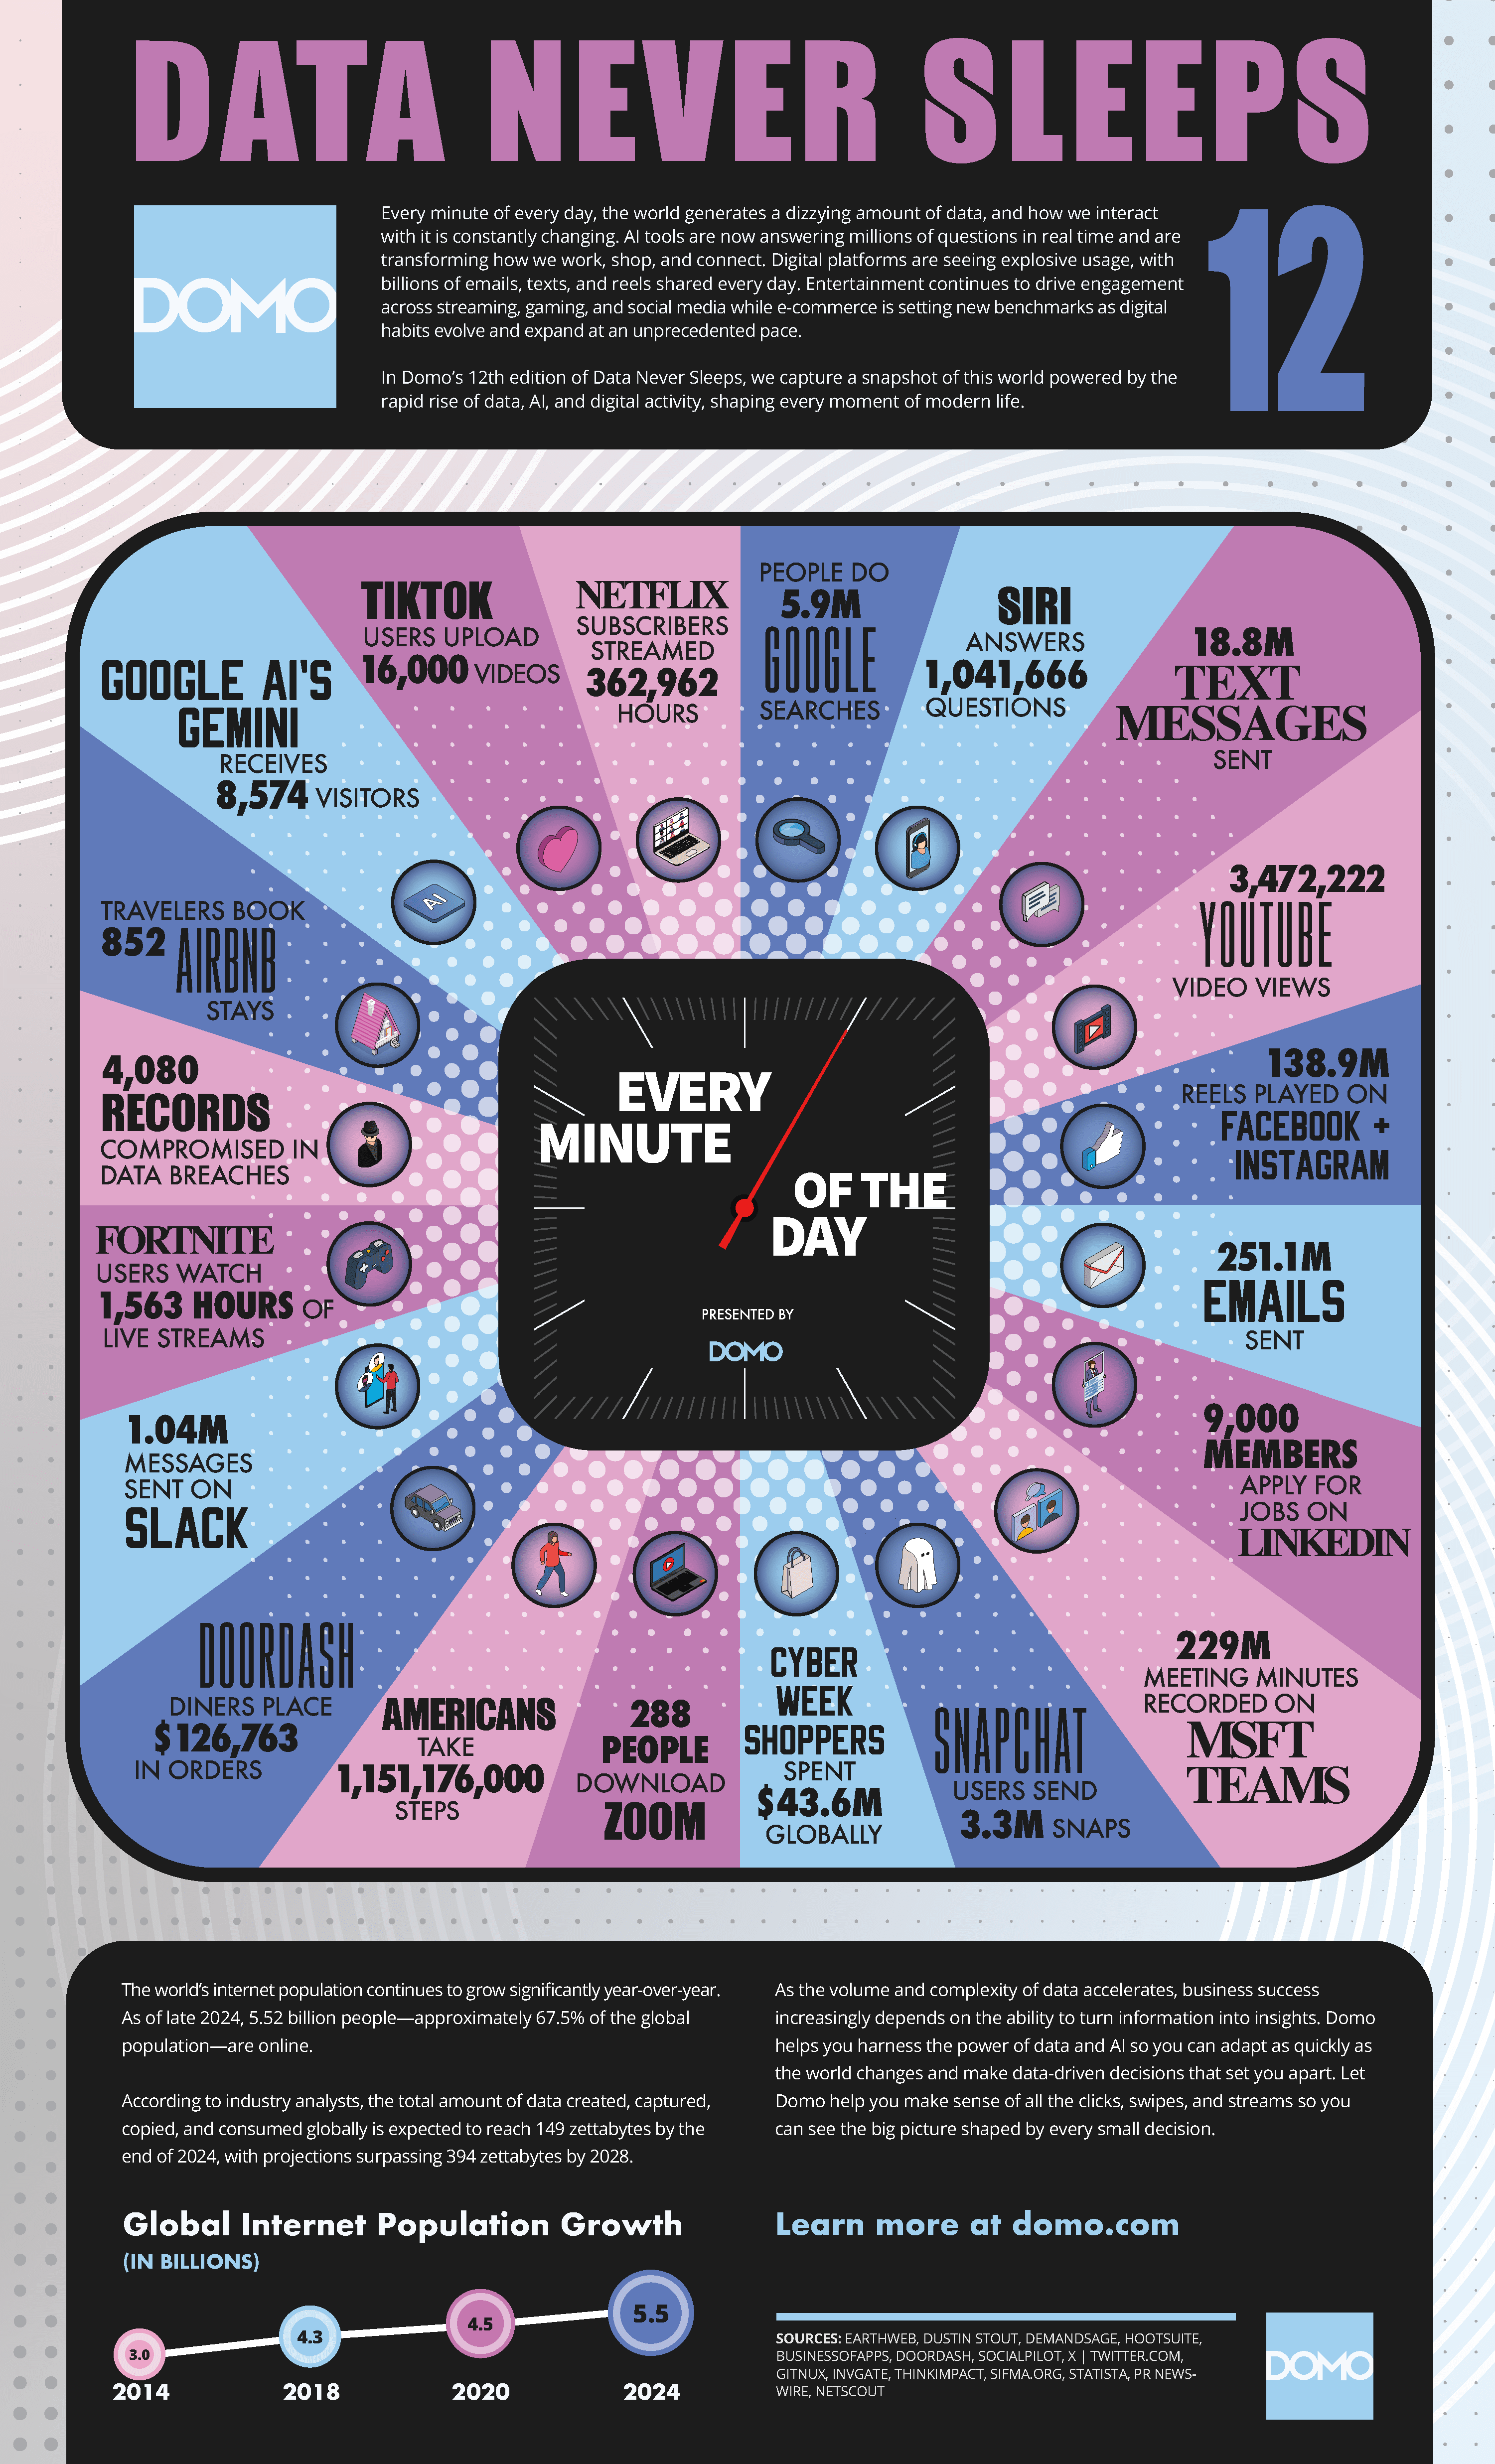 DATA NEVER SLEEPS
DOMO
Every minute of every day, the world generates a dizzying amount of data, and how we interact
with it is constantly changing. AI tools are now answering millions of questions in real time and are
transforming how we work, shop, and connect. Digital platforms are seeing explosive usage, with
billions of emails, texts, and reels shared every day. Entertainment continues to drive engagement
across streaming, gaming, and social media while e-commerce is setting new benchmarks as digital
habits evolve and expand at an unprecedented pace.
In Domo's 12th edition of Data Never Sleeps, we capture a snapshot of this world powered by the
rapid rise of data, AI, and digital activity, shaping every moment of modern life.
12
PEOPLE DO
5.9M
GOOGLE
SEARCHES
SIRI
ANSWERS
1,041,666
QUESTIONS
18.8M
TEXT
MESSAGES
SENT
3,472,222
YOUTUBE
VIDEO VIEWS
138.9M
REELS PLAYED ON
FACEBOOK +
INSTAGRAM
251.1M
EMAILS
SENT
9,000
MEMBERS
APPLY FOR
JOBS ON
LINKEDIN
229M
MEETING MINUTES
RECORDED ON
MSFT
TEAMS
SNAPCHAT
USERS SEND
3.3M SNAPS
CYBER
WEEK
SHOPPERS
SPENT
$43.6M
GLOBALLY
288
PEOPLE
DOWNLOAD
ZOOM
AMERICANS
TAKE
1,151,176,000
STEPS
DOORDASH
DINERS PLACE
$126,763
IN ORDERS
1.04M
MESSAGES
SENT ON
SLACK
FORTNITE
USERS WATCH
1,563 HOURS OF
LIVE STREAMS
4,080
RECORDS
COMPROMISED IN
DATA BREACHES
TRAVELERS BOOK
852 AIRBNB
STAYS
GOOGLE AI'S
GEMINI
RECEIVES
8,574 VISITORS
AI
TIKTOK
USERS UPLOAD
16,000 VIDEOS
NETFLIX
SUBSCRIBERS
STREAMED
362,962
HOURS
EVERY
MINUTE
OF THE
DAY
PRESENTED BY
DOMO
The world's internet population continues to grow significantly year-over-year.
As of late 2024, 5.52 billion people—approximately 67.5% of the global
population—are online.
According to industry analysts, the total amount of data created, captured,
copied, and consumed globally is expected to reach 149 zettabytes by the
end of 2024, with projections surpassing 394 zettabytes by 2028.
As the volume and complexity of data accelerates, business success
increasingly depends on the ability to turn information into insights. Domo
helps you harness the power of data and AI so you can adapt as quickly as
the world changes and make data-driven decisions that set you apart. Let
Domo help you make sense of all the clicks, swipes, and streams so you
can see the big picture shaped by every small decision.
Global Internet Population Growth
(IN BILLIONS)
3.0
4.3
4.5
5.5
2014
2018
2020
2024
Learn more at domo.com
SOURCES: EARTHWEB, DUSTIN STOUT, DEMANDSAGE, HOOTSUITE,
BUSINESSOFAPPS, DOORDASH, SOCIALPILOT, X | TWITTER.COM,
GITNUX, INVGATE, THINKIMPACT, SIFMA.ORG, STATISTA, PR NEWS-
WIRE, NETSCOUT
DOMO